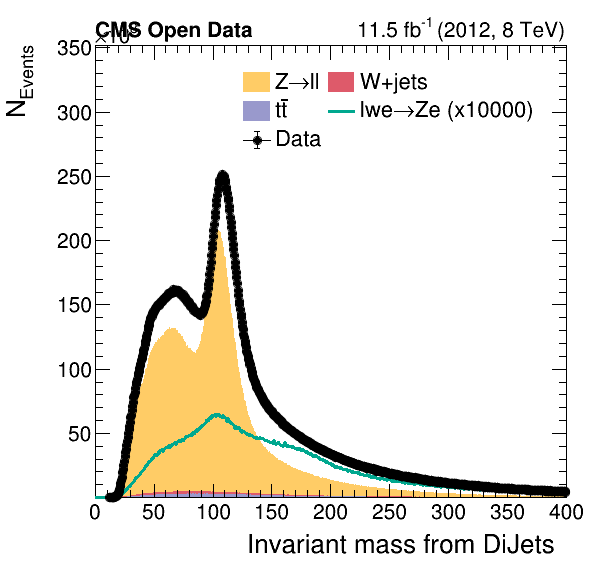 CMS Open Data 11.5 fb⁻¹ (2012, 8 TeV)
N_Events
Z→ll W+jets
tt̄ lwe→Ze (x10000)
Data
350
300
250
200
150
100
50
0 50 100 150 200 250 300 350 400
Invariant mass from DiJets